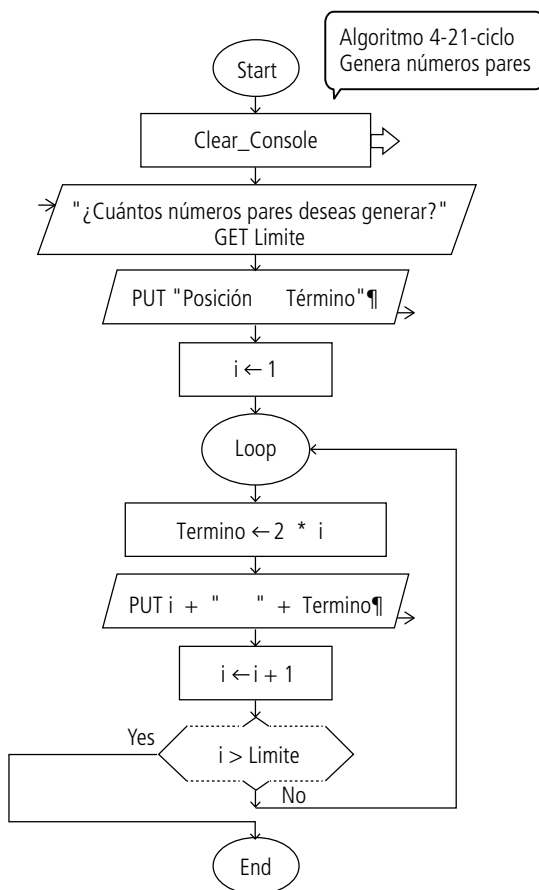 Algoritmo 4-21-ciclo
Genera números pares
Start
Clear_Console
"¿Cuántos números pares deseas generar?"
GET Limite
PUT "Posición Término"¶
i ← 1
Loop
Termino ← 2 * i
PUT i + " " + Termino¶
i ← i + 1
i > Limite
Yes
No
End